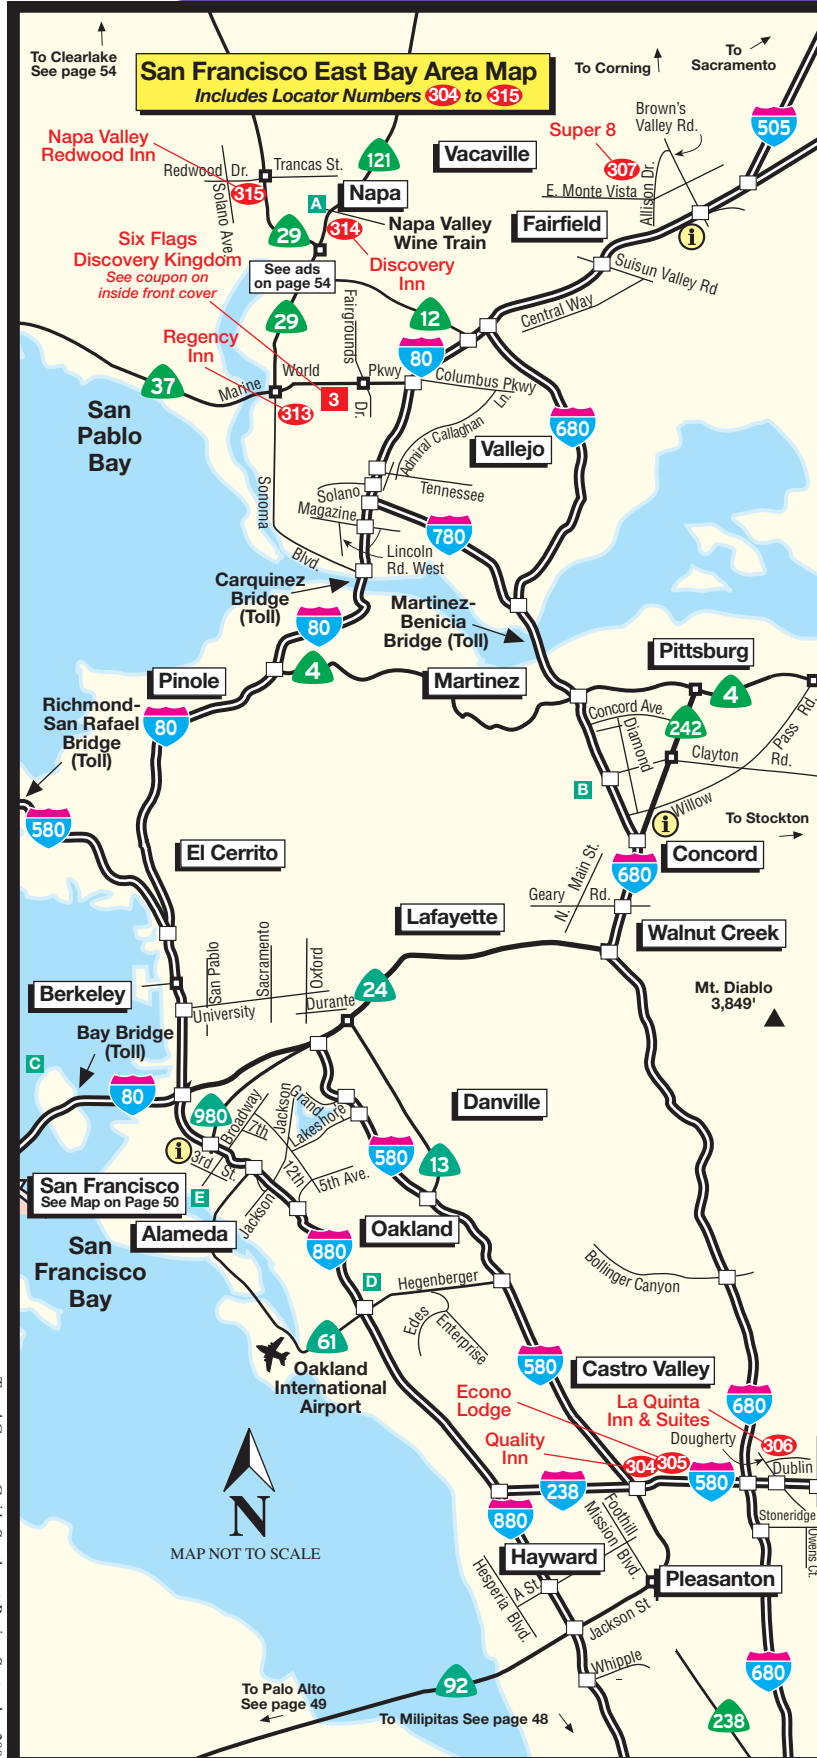 To Clearlake
See page 54
San Francisco East Bay Area Map
Includes Locator Numbers 304 to 315
To Corning
To
Sacramento
505
Napa Valley
Redwood Inn
Redwood Dr.
Trancas St.
121
Vacaville
Super 8
307
Brown's
Valley Rd.
Allison Dr.
E. Monte Vista
315
Solano Ave.
A
Napa
29
314
Napa Valley
Wine Train
Fairfield
i
Six Flags
Discovery Kingdom
See coupon on
inside front cover
See ads
on page 54
Discovery
Inn
Suisun Valley Rd
Central Way
29
Fairgrounds
Dr.
12
80
Regency
Inn
37
Marine
World
Pkwy
Columbus Pkwy
313
3
San
Pablo
Bay
Admiral Callaghan
Ln.
680
Vallejo
Sonoma
Blvd.
Solano
Tennessee
Magazine
780
Lincoln
Rd. West
Carquinez
Bridge
(Toll)
80
Martinez-
Benicia
Bridge (Toll)
Pittsburg
Pinole
4
Martinez
4
Richmond-
San Rafael
Bridge
(Toll)
80
Concord Ave.
242
Diamond
Clayton
Rd.
Pass
Rd.
Willow
B
580
i
To Stockton
El Cerrito
Concord
680
N.
Main St.
Geary
Rd.
Lafayette
Walnut Creek
Berkeley
San Pablo
Sacramento
Oxford
University
Durante
24
Mt. Diablo
3,849'
Bay Bridge
(Toll)
C
80
980
Broadway
Jackson
Grand
Lakeshore
7th
Danville
i
3rd
St.
12th
5th Ave.
580
13
San Francisco
See Map on Page 50
E
Jackson
Alameda
Oakland
San
Francisco
Bay
880
D
Hegenberger
Bollinger Canyon
Edes
Enterprise
61
Oakland
International
Airport
580
Castro Valley
Econo
Lodge
La Quinta
Inn & Suites
680
Quality
Inn
Dougherty
306
304
305
Dublin
238
580
N
MAP NOT TO SCALE
880
Foothill
Mission Blvd.
Stoneridge
Owens Ct.
Hayward
Hesperia Blvd.
A St
Pleasanton
Jackson St
Whipple
92
680
To Palo Alto
See page 49
To Milipitas See page 48
238